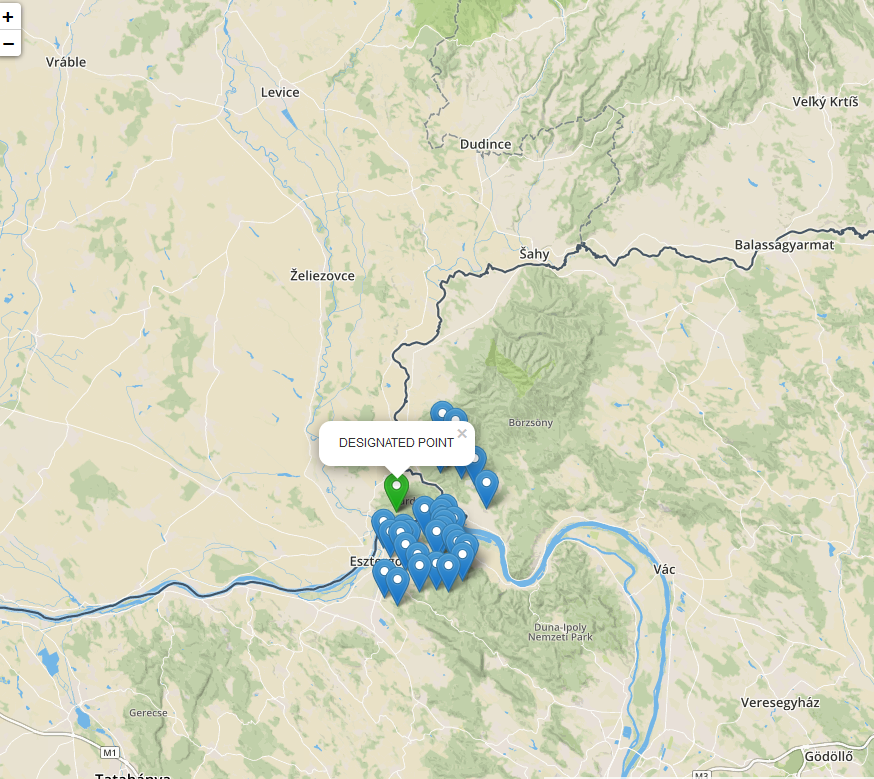 +
−
Vráble
Levice
Veľký Krtíš
Dudince
Šahy
Balassagyarmat
Želiezovce
Börzsöny
DESIGNATED POINT ×
Vác
Duna-Ipoly
Nemzeti Park
Veresegyház
Gerecse
M1
Gödöllő
M3
Tatabánya